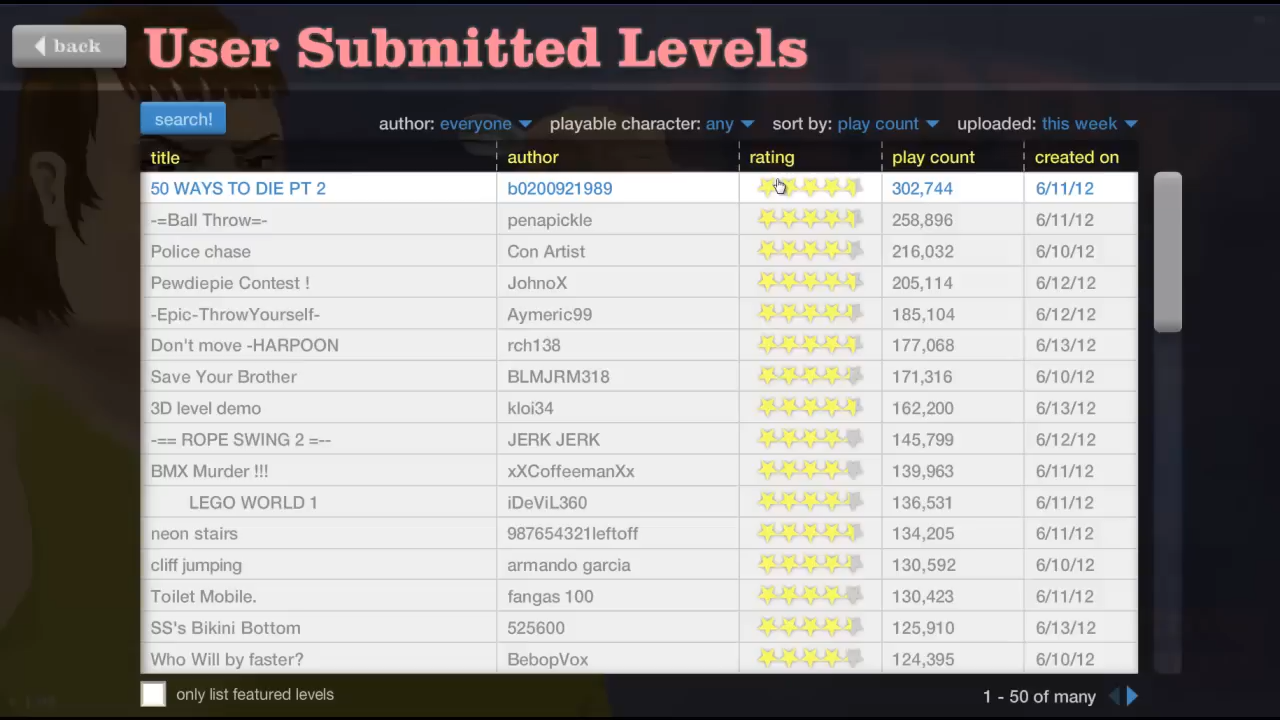 back
User Submitted Levels
search!
author: everyone playable character: any sort by: play count uploaded: this week
title author rating play count created on
50 WAYS TO DIE PT 2 b0200921989 302,744 6/11/12
-=Ball Throw=- penapickle 258,896 6/11/12
Police chase Con Artist 216,032 6/10/12
Pewdiepie Contest ! JohnoX 205,114 6/12/12
-Epic-ThrowYourself- Aymeric99 185,104 6/12/12
Don't move -HARPOON rch138 177,068 6/13/12
Save Your Brother BLMJRM318 171,316 6/10/12
3D level demo kloi34 162,200 6/13/12
-== ROPE SWING 2 =-- JERK JERK 145,799 6/12/12
BMX Murder !!! xXCoffeemanXx 139,963 6/11/12
LEGO WORLD 1 iDeViL360 136,531 6/11/12
neon stairs 987654321leftoff 134,205 6/11/12
cliff jumping armando garcia 130,592 6/10/12
Toilet Mobile. fangas 100 130,423 6/11/12
SS's Bikini Bottom 525600 125,910 6/13/12
Who Will by faster? BebopVox 124,395 6/10/12
only list featured levels 1 - 50 of many